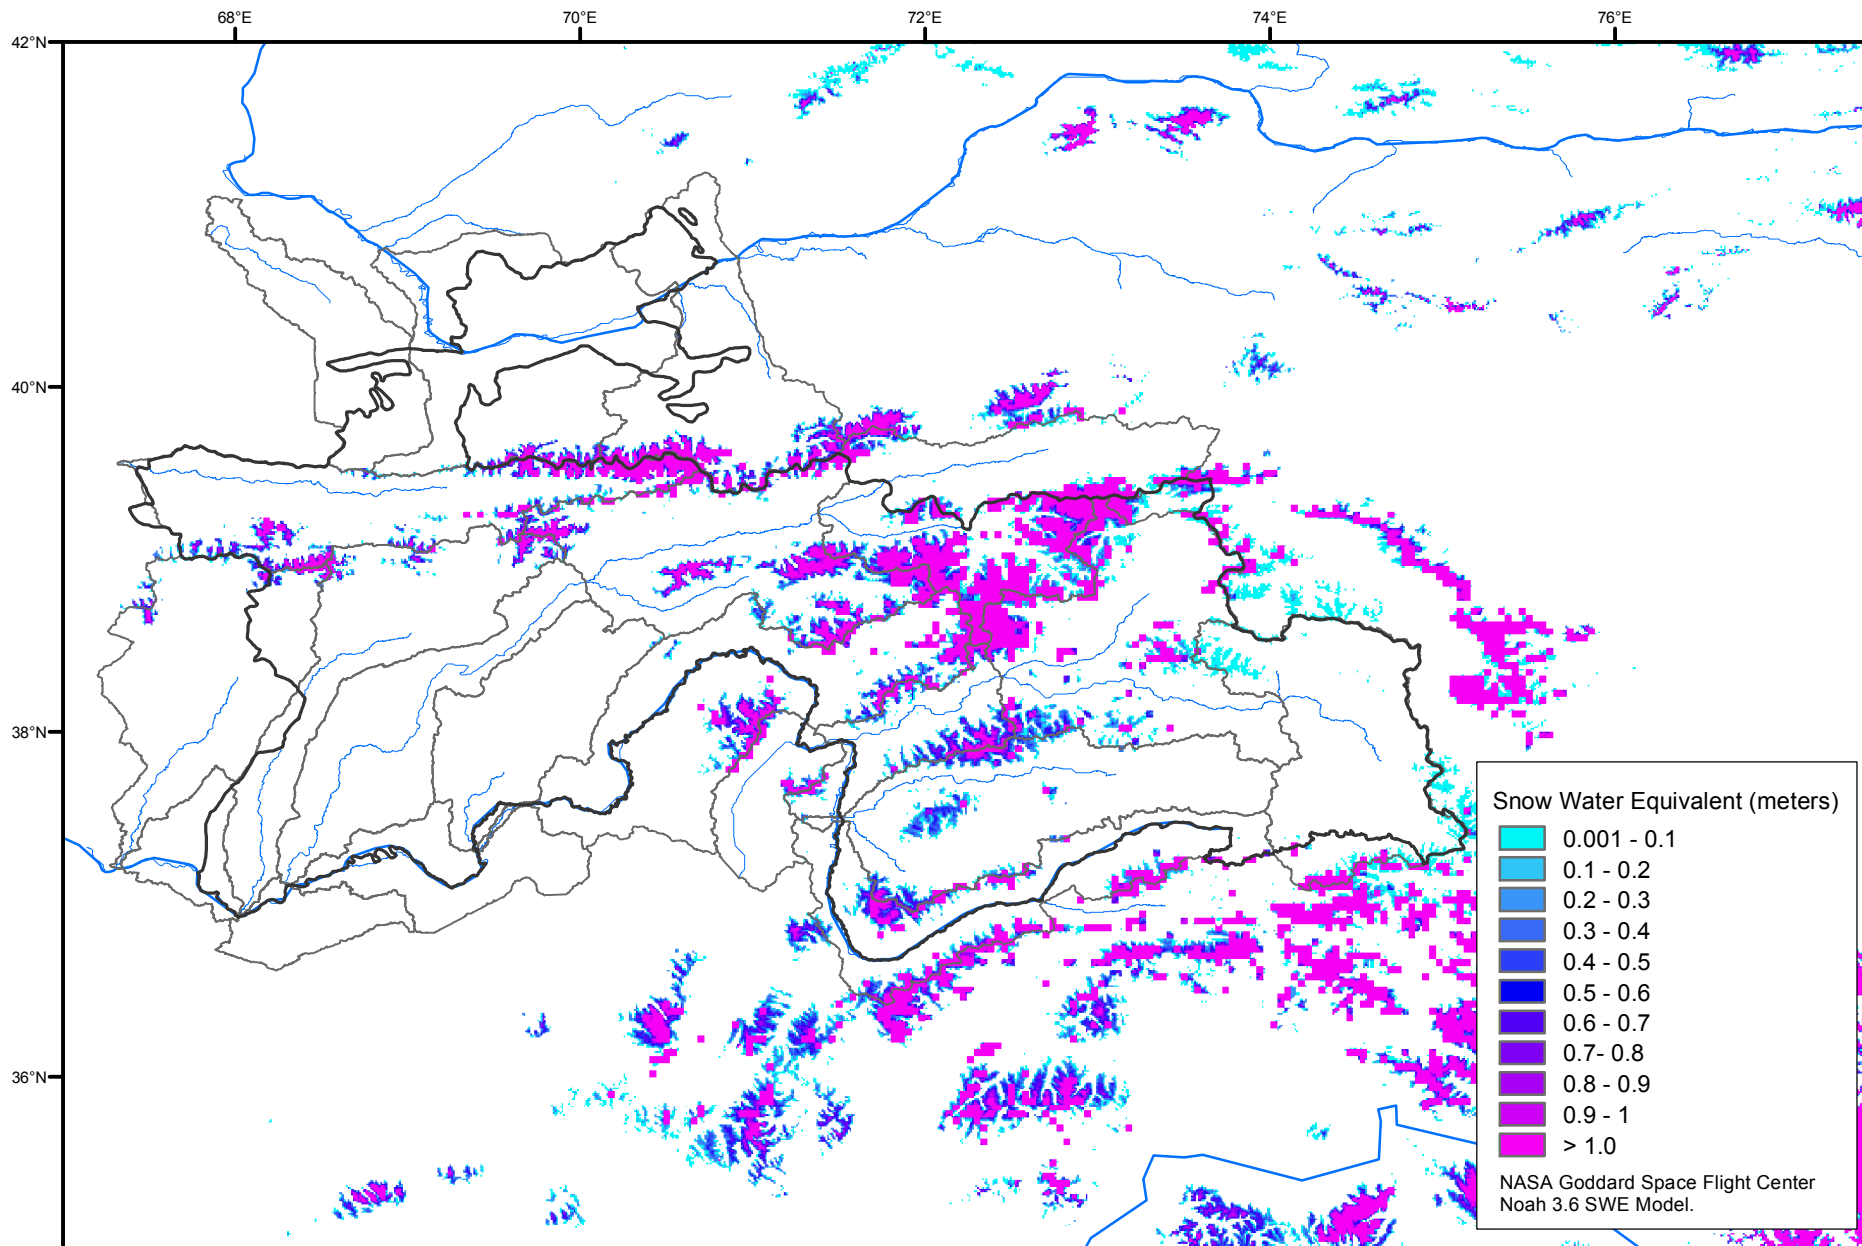 68°E 70°E 72°E 74°E 76°E
42°N
40°N
38°N
36°N
Snow Water Equivalent (meters)
0.001 - 0.1
0.1 - 0.2
0.2 - 0.3
0.3 - 0.4
0.4 - 0.5
0.5 - 0.6
0.6 - 0.7
0.7- 0.8
0.8 - 0.9
0.9 - 1
> 1.0
NASA Goddard Space Flight Center
Noah 3.6 SWE Model.